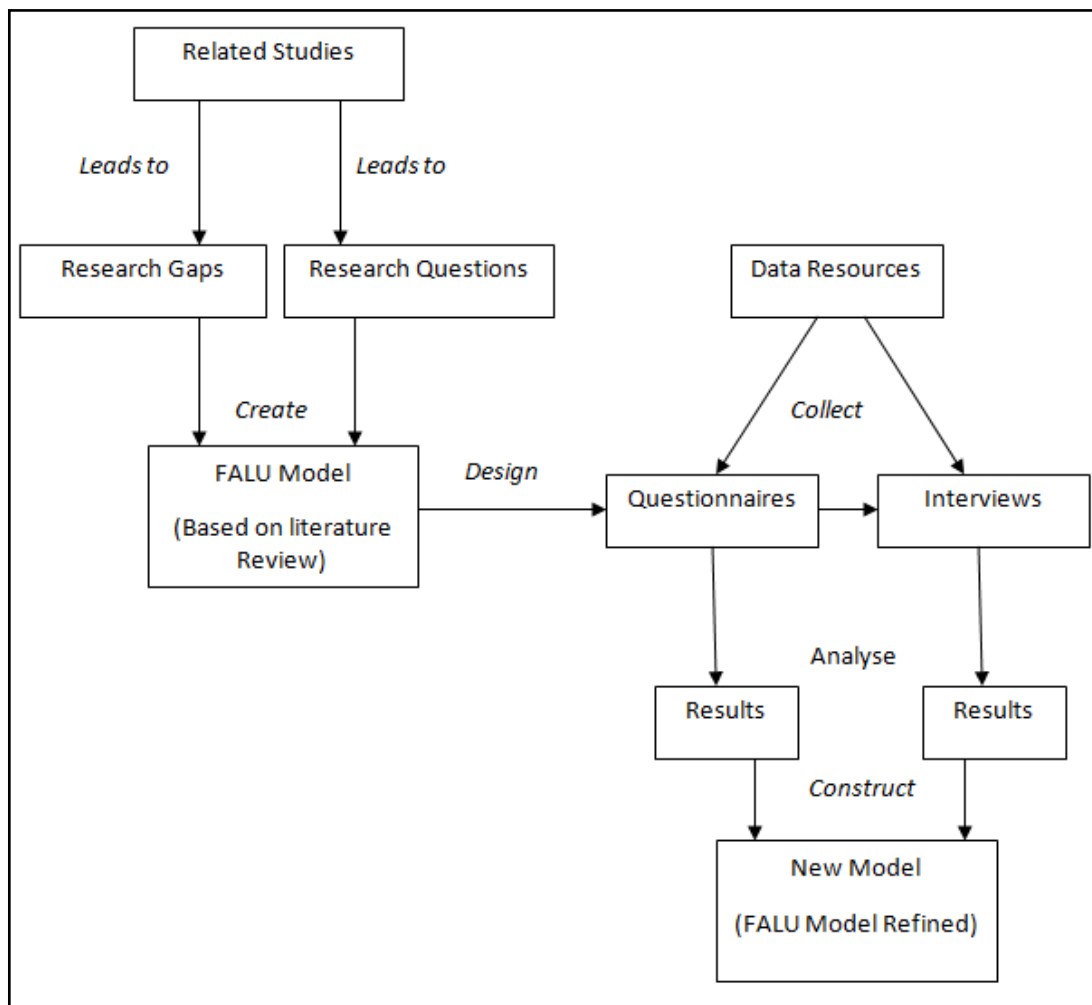 Related Studies
Leads to
Leads to
Research Gaps
Research Questions
Data Resources
Create
Collect
FALU Model
(Based on literature
Review)
Design
Questionnaires
Interviews
Analyse
Results
Results
Construct
New Model
(FALU Model Refined)